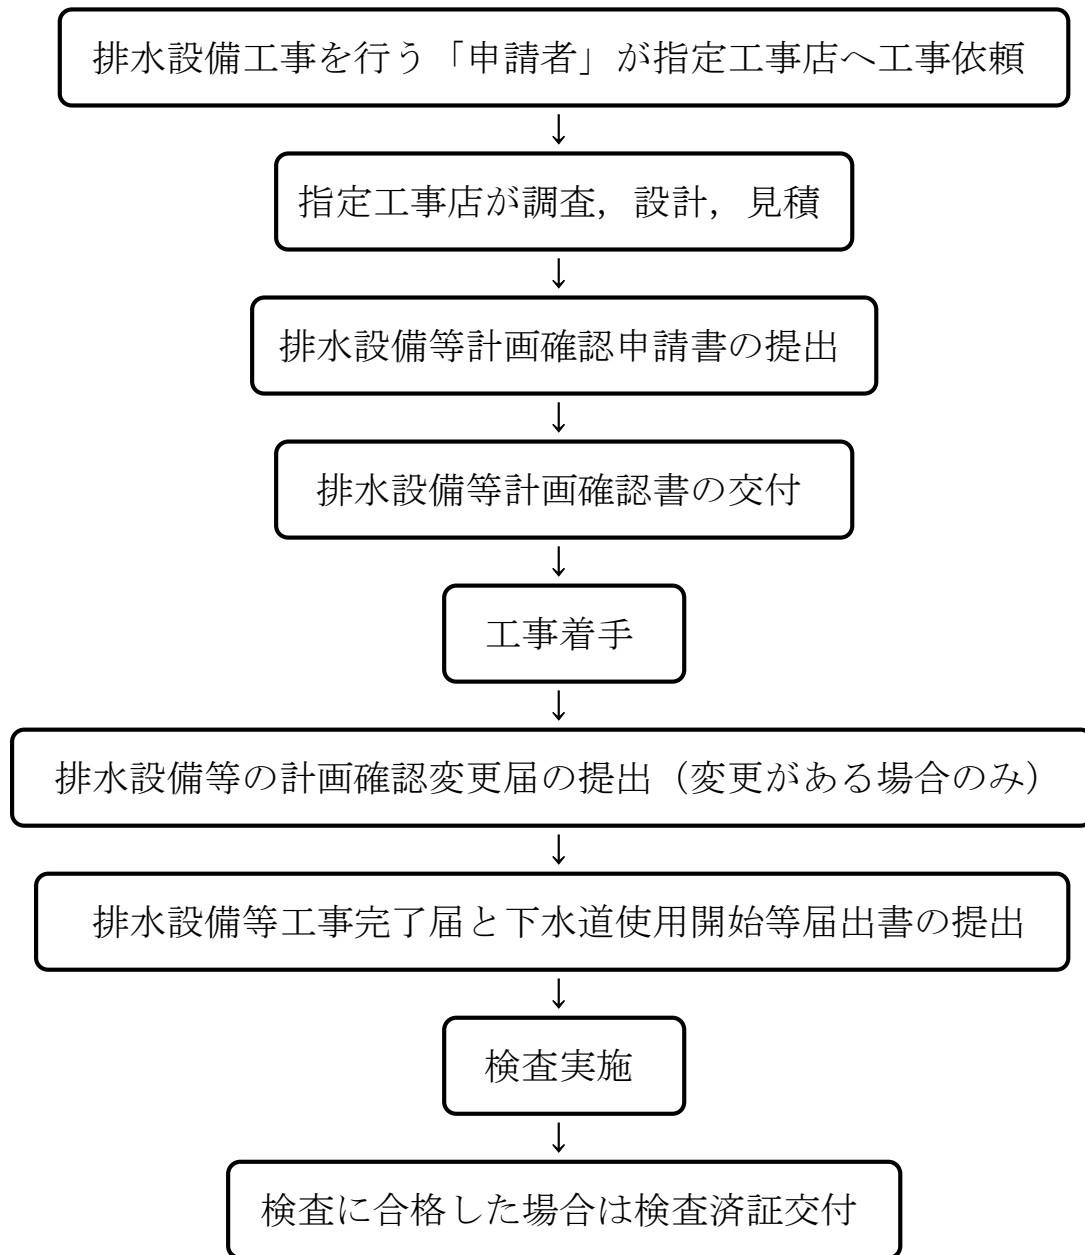 排水設備工事を行う「申請者」が指定工事店へ工事依頼
↓
指定工事店が調査，設計，見積
↓
排水設備等計画確認申請書の提出
↓
排水設備等計画確認書の交付
↓
工事着手
↓
排水設備等の計画確認変更届の提出（変更がある場合のみ）
↓
排水設備等工事完了届と下水道使用開始等届出書の提出
↓
検査実施
↓
検査に合格した場合は検査済証交付